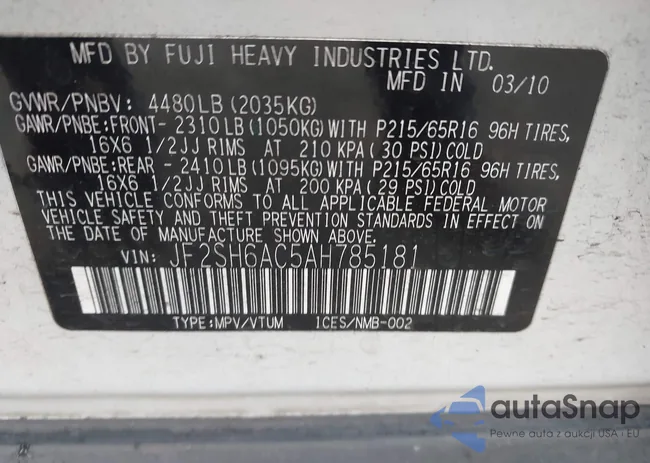 MFD BY FUJI HEAVY INDUSTRIES LTD.
MFD IN 03/10
GVWR/PNBV: 4480LB (2035KG)
GAWR/PNBE:FRONT- 2310LB (1050KG) WITH P215/65R16 96H TIRES,
16X6 1/2JJ RIMS AT 210 KPA (30 PSI) COLD
GAWR/PNBE:REAR - 2410LB (1095KG) WITH P215/65R16 96H TIRES,
16X6 1/2JJ RIMS AT 200 KPA (29 PSI) COLD
THIS VEHICLE CONFORMS TO ALL APPLICABLE FEDERAL MOTOR
VEHICLE SAFETY AND THEFT PREVENTION STANDARDS IN EFFECT ON
THE DATE OF MANUFACTURE SHOWN ABOVE.
VIN: JF2SH6AC5AH785181
TYPE:MPV/VTUM ICES/NMB-002
autoSnap
Pewne auta z aukcji USA i EU